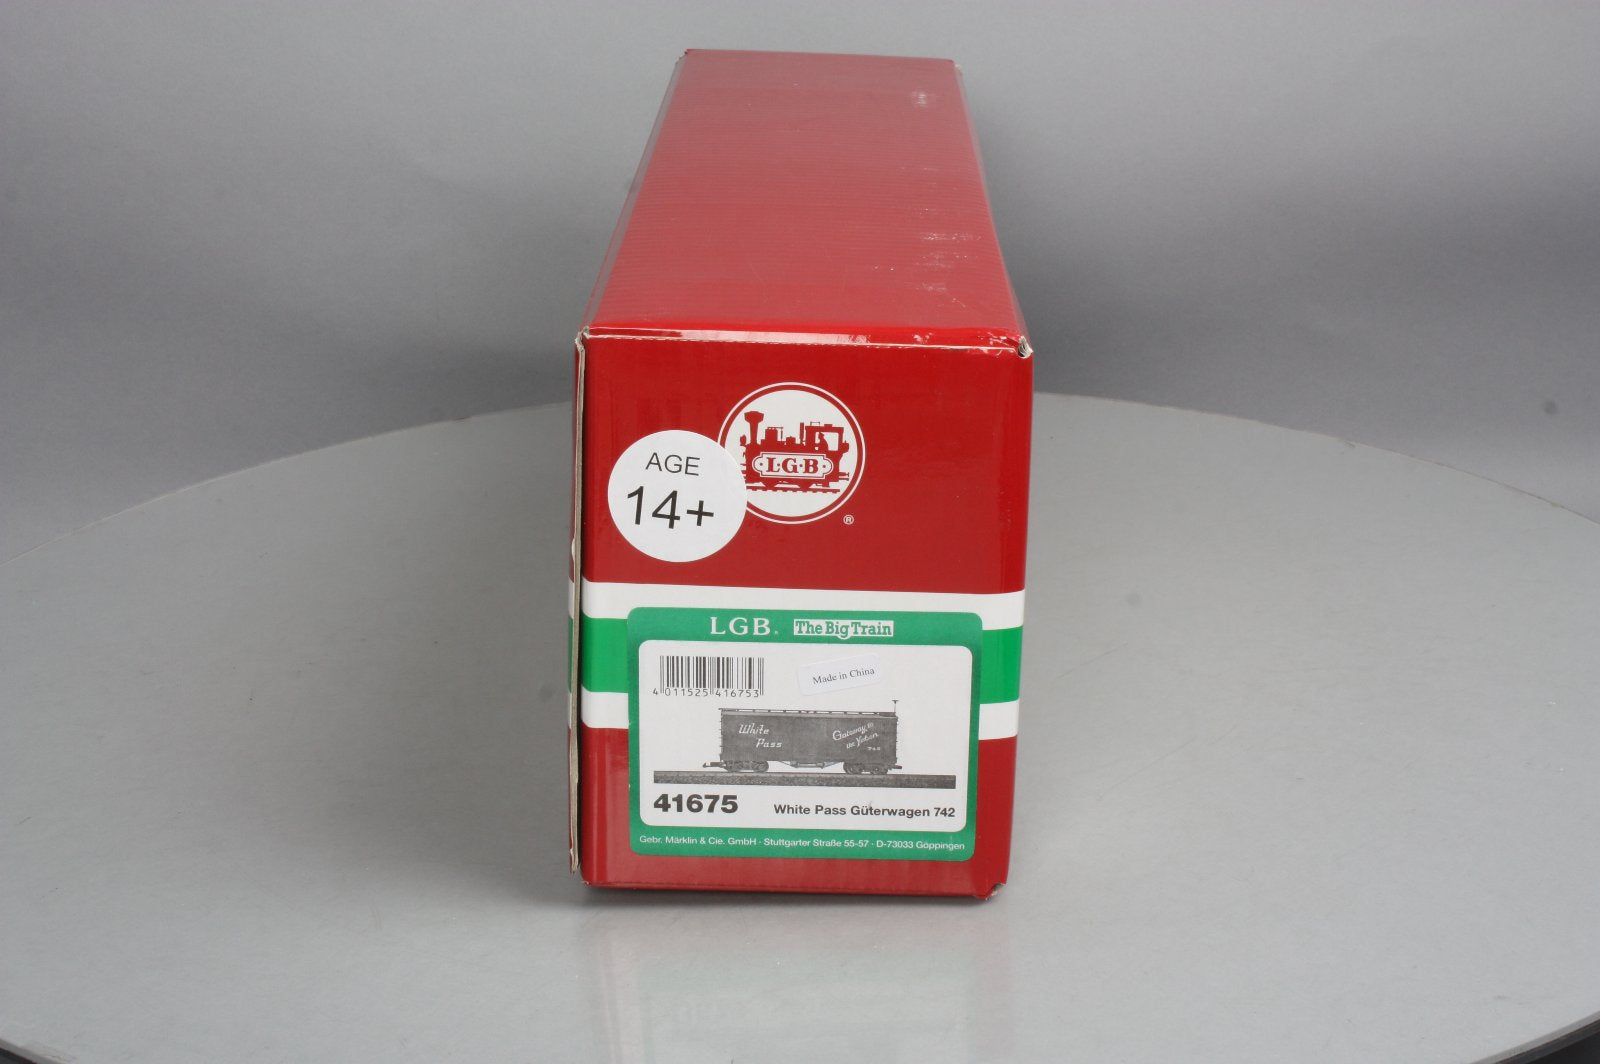 L·G·B
®
AGE
14+
LGB. The Big Train
4 011525 416753
Made in China
White
Pass
Gateway to
the Yukon
742
41675
White Pass Güterwagen 742
Gebr. Märklin & Cie. GmbH · Stuttgarter Straße 55-57 · D-73033 Göppingen